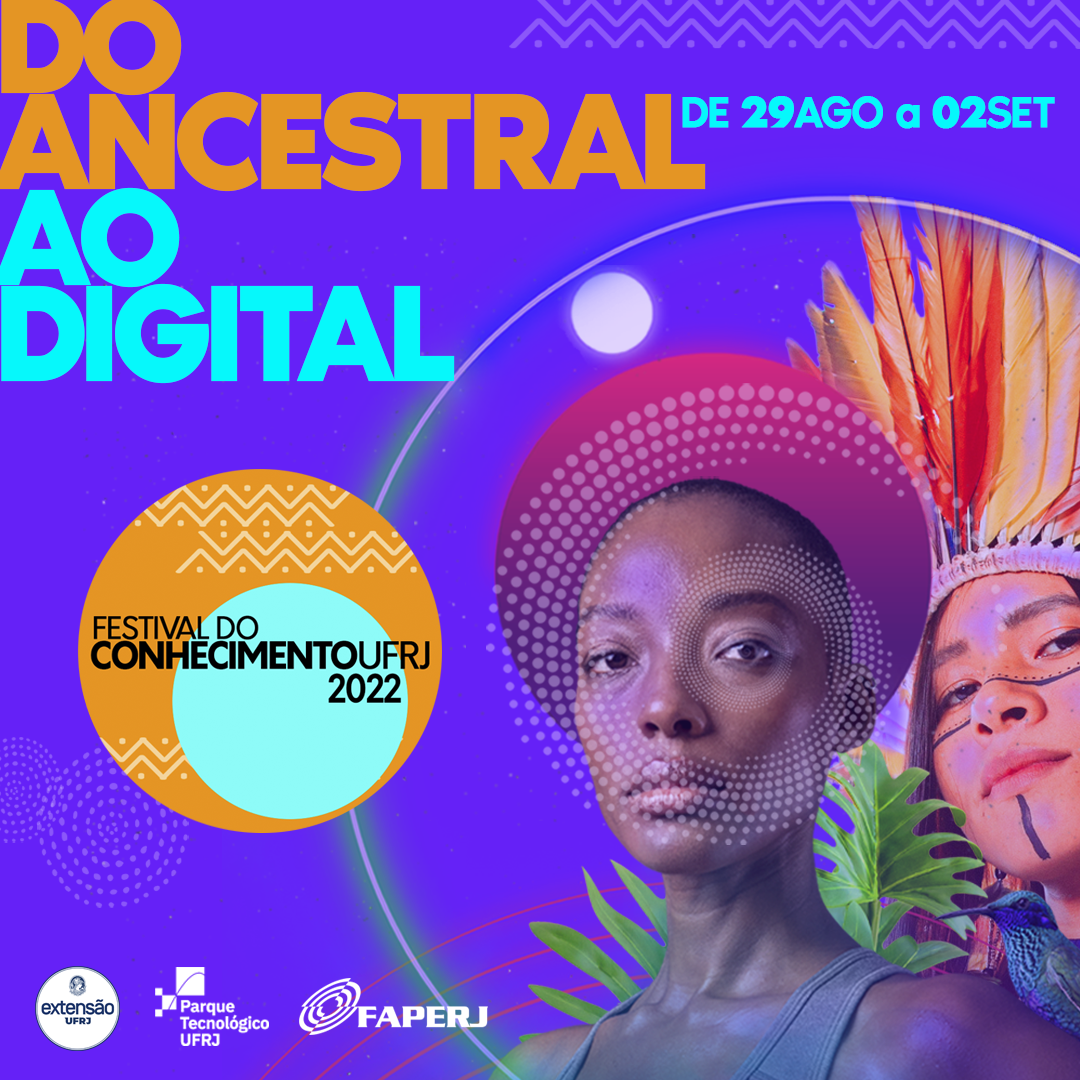 DO
ANCESTRAL
AO
DIGITAL
DE 29AGO a 02SET
FESTIVAL DO
CONHECIMENTOUFRJ
2022
extensão
UFRJ
Parque
Tecnológico
UFRJ
FAPERJ